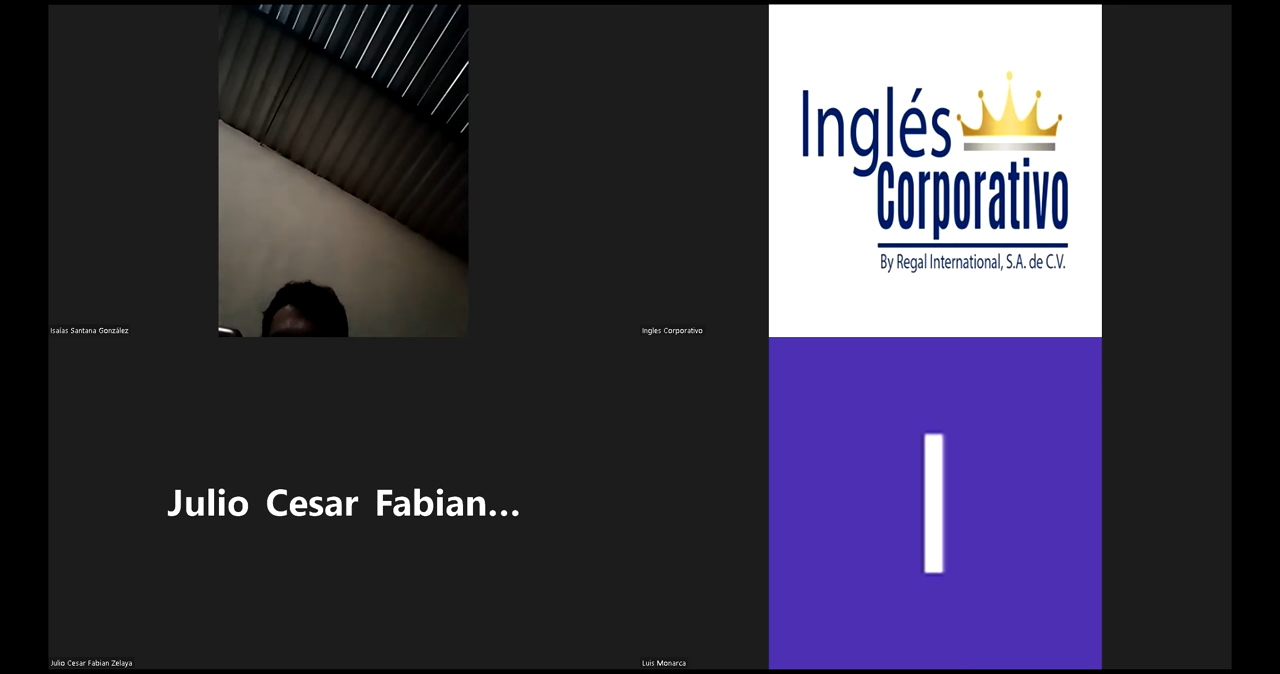 Inglés
Corporativo
By Regal International, S.A. de C.V.
Isaías Santana González
Ingles Corporativo
Julio Cesar Fabian...
l
Julio Cesar Fabian Zelaya
Luis Monarca